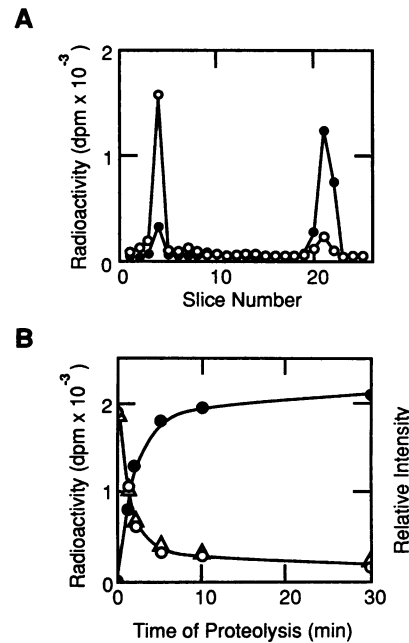 A
Radioactivity (dpm x 10⁻³)
2
1
0
0
10
20
Slice Number
B
Radioactivity (dpm x 10⁻³)
2
1
0
0
10
20
30
Time of Proteolysis (min)
Relative Intensity